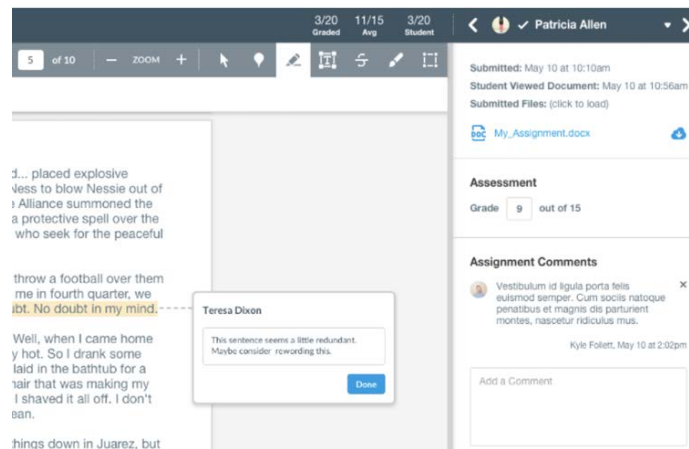 3/20 11/15 3/20
Graded Avg Student
Patricia Allen
5 of 10 — ZOOM +
Submitted: May 10 at 10:10am
Student Viewed Document: May 10 at 10:56am
Submitted Files: (click to load)
DOC My_Assignment.docx
Assessment
Grade 9 out of 15
Assignment Comments
Vestibulum id ligula porta felis
euismod semper. Cum sociis natoque
penatibus et magnis dis parturient
montes, nascetur ridiculus mus.
Kyle Follett, May 10 at 2:02pm
Add a Comment
d... placed explosive
Ness to blow Nessie out of
Alliance summoned the
a protective spell over the
who seek for the peaceful
throw a football over them
me in fourth quarter, we
ubt. No doubt in my mind.
Well, when I came home
y hot. So I drank some
laid in the bathtub for a
hair that was making my
I shaved it all off. I don't
ean.
things down in Juarez, but
Teresa Dixon
This sentence seems a little redundant.
Maybe consider rewording this.
Done